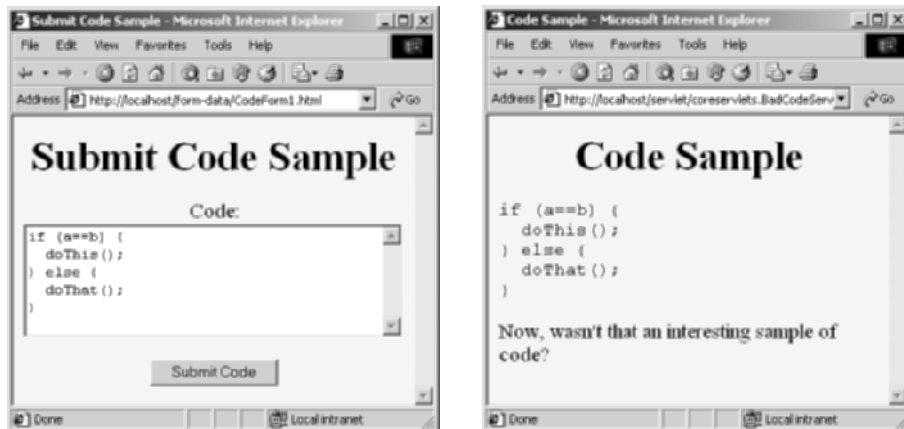 Submit Code Sample - Microsoft Internet Explorer
File Edit View Favorites Tools Help
Address http://localhost/form-data/CodeForm1.html Go
Submit Code Sample
Code:
if (a==b) {
  doThis();
} else {
  doThat();
}
Submit Code
Done Local intranet
Code Sample - Microsoft Internet Explorer
File Edit View Favorites Tools Help
Address http://localhost/servlet/coreservlets.BadCodeServ Go
Code Sample
if (a==b) {
  doThis();
} else {
  doThat();
}
Now, wasn't that an interesting sample of
code?
Done Local intranet